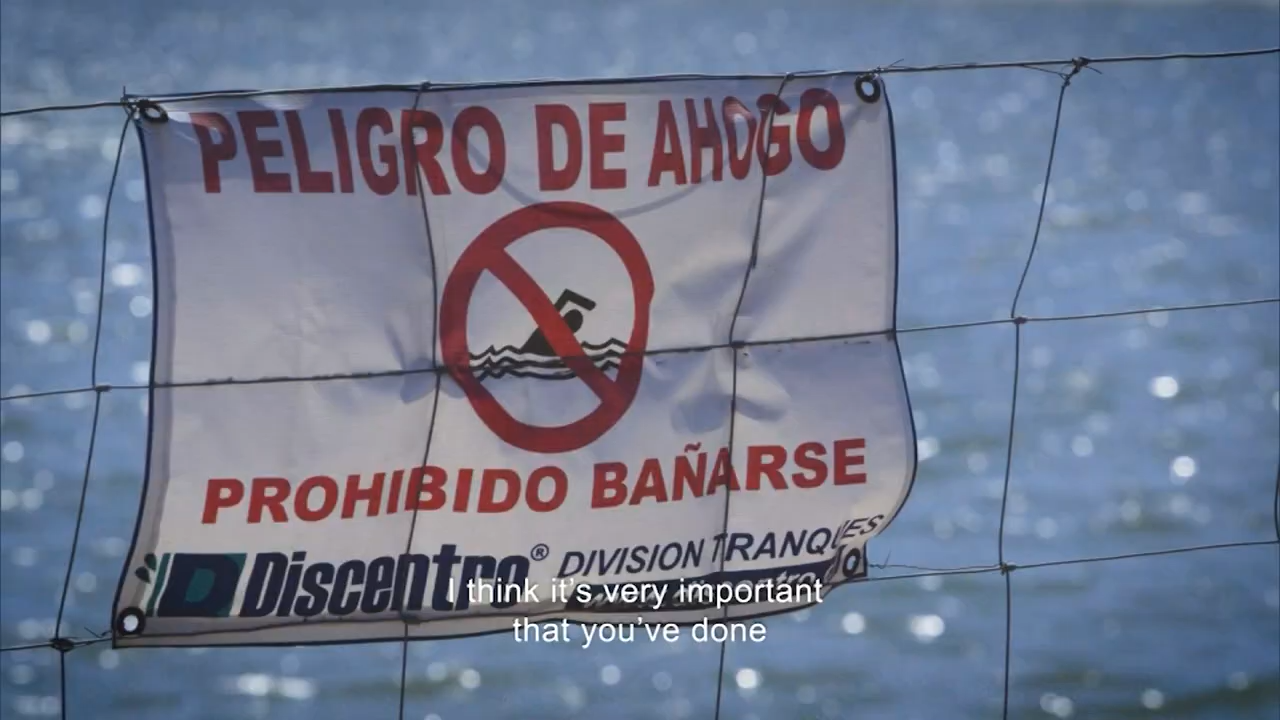 PELIGRO DE AHOGO
PROHIBIDO BAÑARSE
Discentro® DIVISION TRANQUES
I think it's very important
that you've done